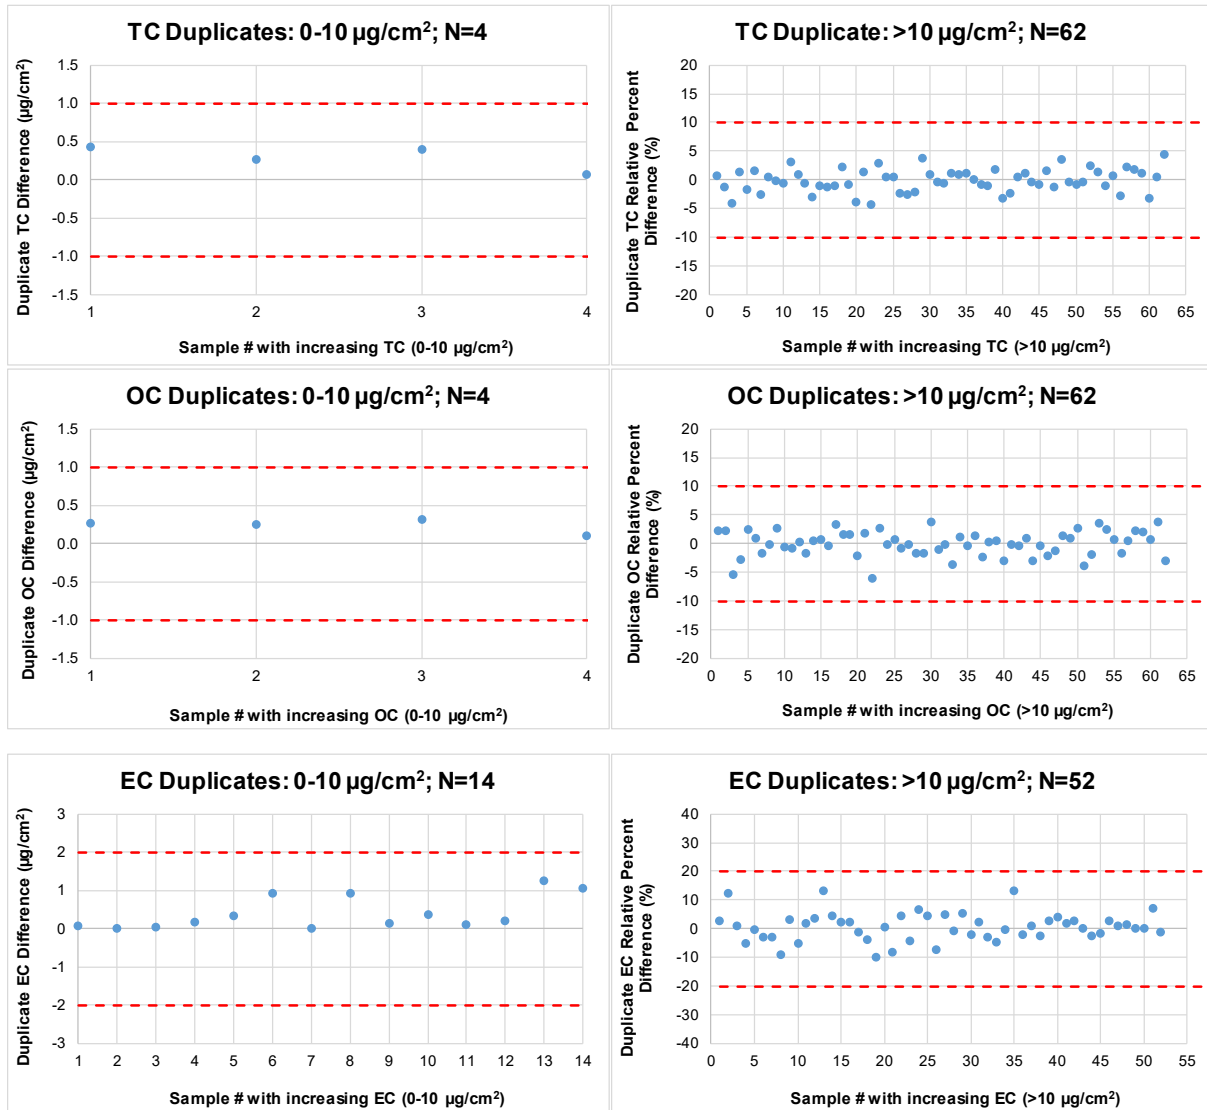 TC Duplicates: 0-10 µg/cm²; N=4
Duplicate TC Difference (µg/cm²)
1.5
1.0
0.5
0.0
-0.5
-1.0
-1.5
1 2 3 4
Sample # with increasing TC (0-10 µg/cm²)
TC Duplicate: >10 µg/cm²; N=62
Duplicate TC Relative Percent
Difference (%)
20
15
10
5
0
-5
-10
-15
-20
0 5 10 15 20 25 30 35 40 45 50 55 60 65
Sample # with increasing TC (>10 µg/cm²)
OC Duplicates: 0-10 µg/cm²; N=4
Duplicate OC Difference (µg/cm²)
1.5
1.0
0.5
0.0
-0.5
-1.0
-1.5
1 2 3 4
Sample # with increasing OC (0-10 µg/cm²)
OC Duplicates: >10 µg/cm²; N=62
Duplicate OC Relative Percent
Difference (%)
20
15
10
5
0
-5
-10
-15
-20
0 5 10 15 20 25 30 35 40 45 50 55 60 65
Sample # with increasing OC (>10 µg/cm²)
EC Duplicates: 0-10 µg/cm²; N=14
Duplicate EC Difference (µg/cm²)
3
2
1
0
-1
-2
-3
1 2 3 4 5 6 7 8 9 10 11 12 13 14
Sample # with increasing EC (0-10 µg/cm²)
EC Duplicates: >10 µg/cm²; N=52
Duplicate EC Relative Percent
Difference (%)
40
30
20
10
0
-10
-20
-30
-40
0 5 10 15 20 25 30 35 40 45 50 55
Sample # with increasing EC (>10 µg/cm²)